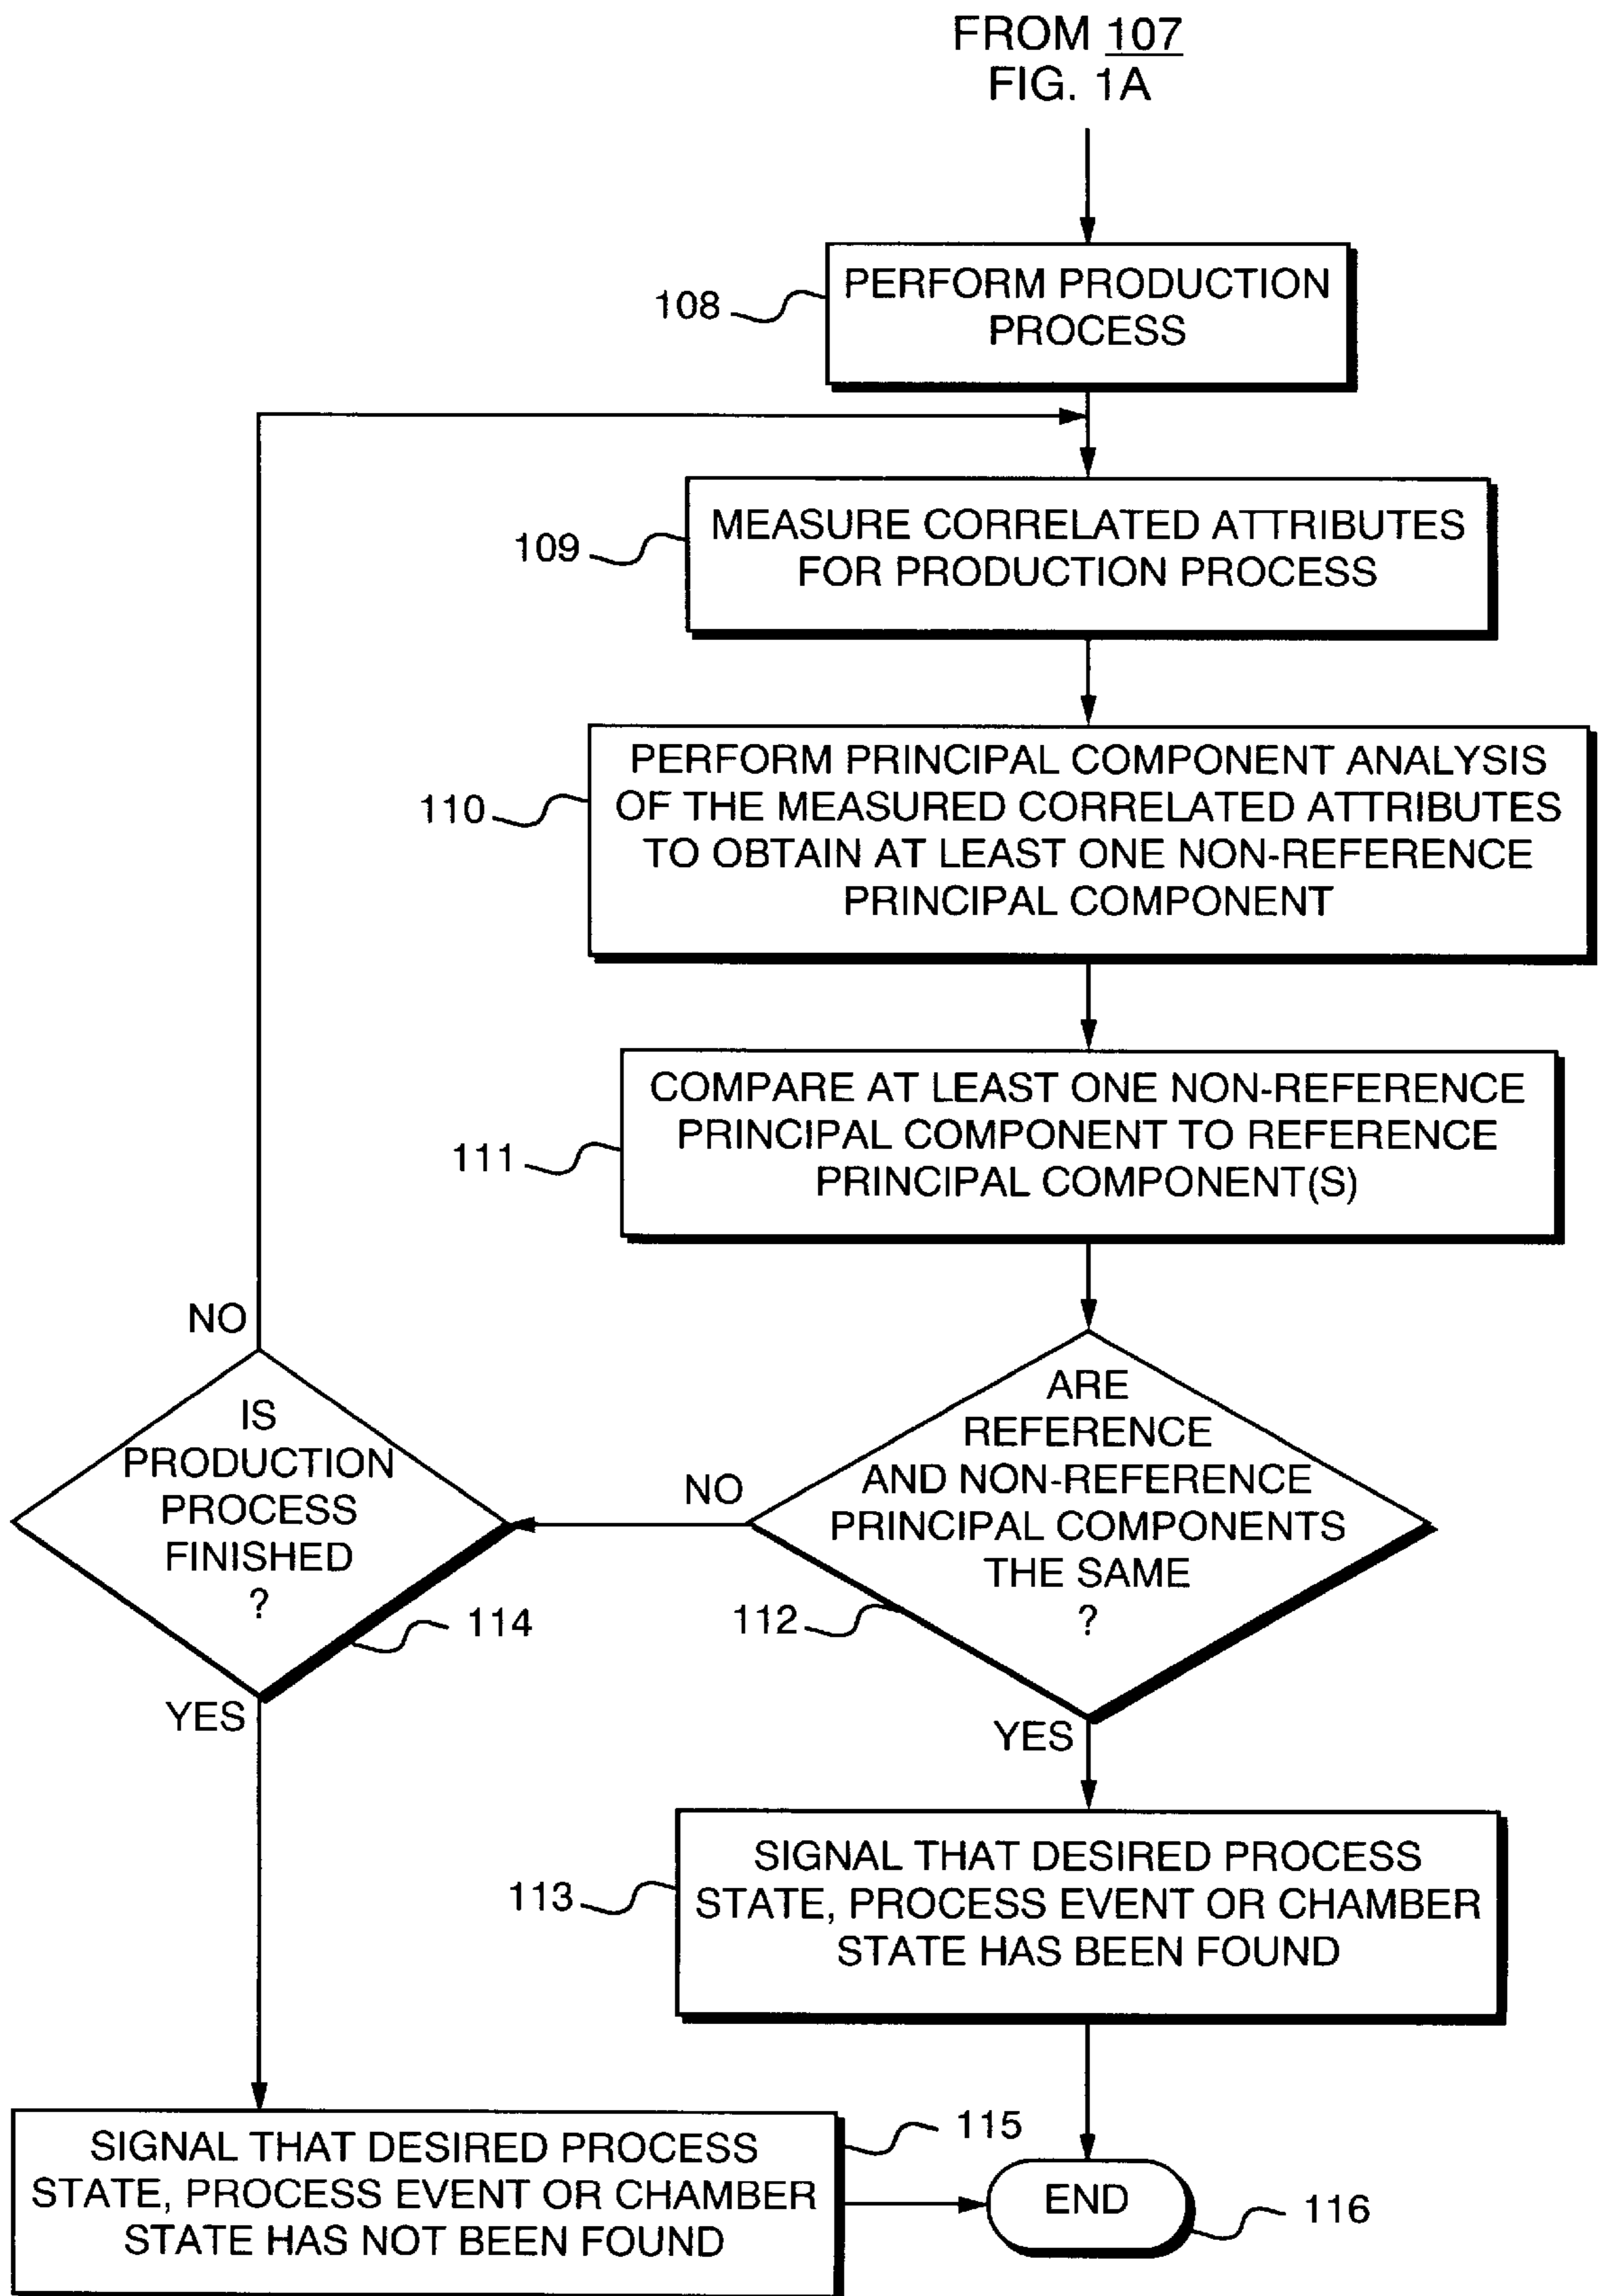 FROM 107
FIG. 1A
108
PERFORM PRODUCTION
PROCESS
109
MEASURE CORRELATED ATTRIBUTES
FOR PRODUCTION PROCESS
110
PERFORM PRINCIPAL COMPONENT ANALYSIS
OF THE MEASURED CORRELATED ATTRIBUTES
TO OBTAIN AT LEAST ONE NON-REFERENCE
PRINCIPAL COMPONENT
111
COMPARE AT LEAST ONE NON-REFERENCE
PRINCIPAL COMPONENT TO REFERENCE
PRINCIPAL COMPONENT(S)
112
ARE
REFERENCE
AND NON-REFERENCE
PRINCIPAL COMPONENTS
THE SAME
?
NO
YES
IS
PRODUCTION
PROCESS
FINISHED
?
114
NO
YES
113
SIGNAL THAT DESIRED PROCESS
STATE, PROCESS EVENT OR CHAMBER
STATE HAS BEEN FOUND
SIGNAL THAT DESIRED PROCESS
STATE, PROCESS EVENT OR CHAMBER
STATE HAS NOT BEEN FOUND
115
END
116